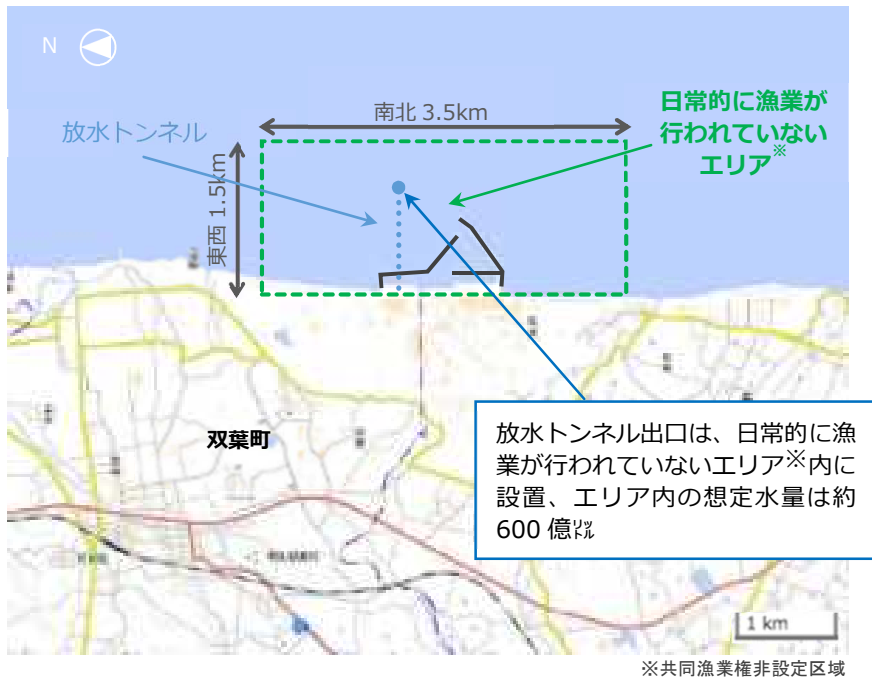 N
南北 3.5km
日常的に漁業が
行われていない
エリア※
放水トンネル
東西 1.5km
双葉町
放水トンネル出口は、日常的に漁
業が行われていないエリア※内に
設置、エリア内の想定水量は約
600 億㍑
1 km
※共同漁業権非設定区域